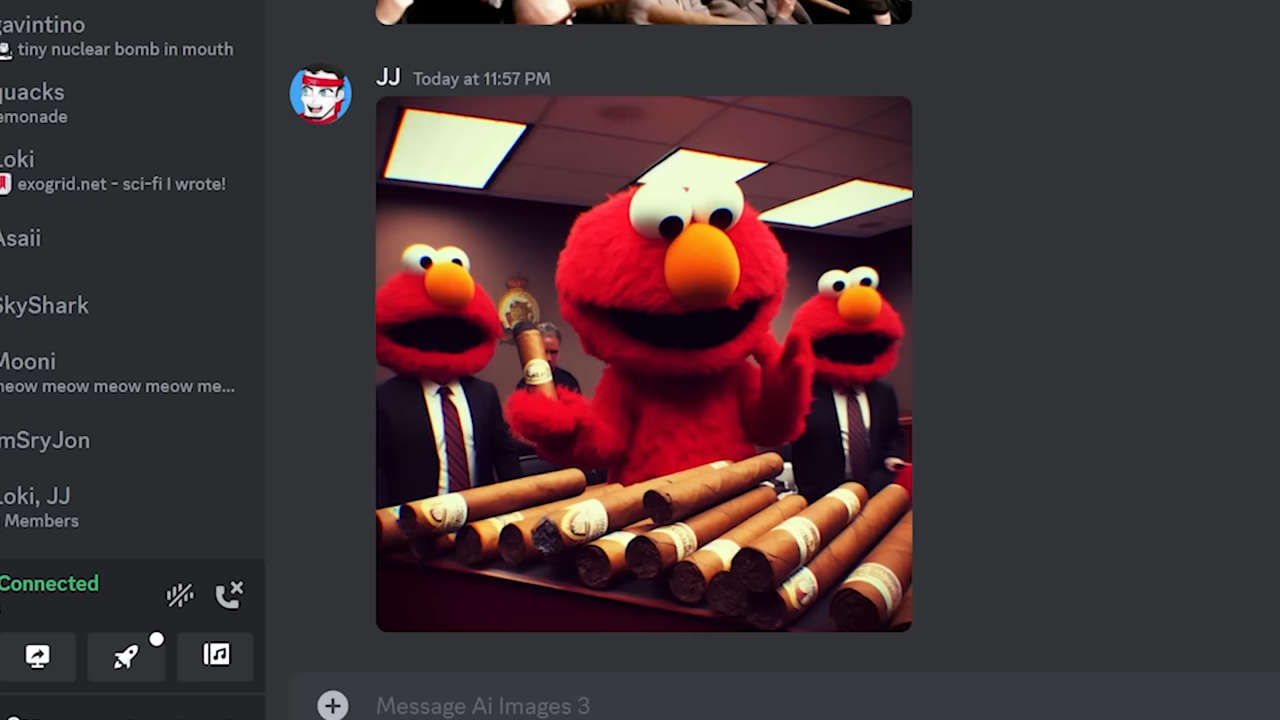 gavintino
tiny nuclear bomb in mouth
quacks
emonade
Loki
exogrid.net - sci-fi I wrote!
Asaii
SkyShark
Mooni
meow meow meow meow me...
mSryJon
Loki, JJ
Members
Connected
JJ Today at 11:57 PM
Message Ai Images 3